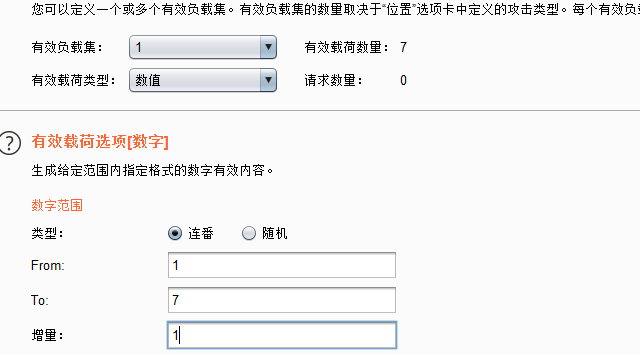 您可以定义一个或多个有效负载集。有效负载集的数量取决于“位置”选项卡中定义的攻击类型。每个有效负
有效负载集： 1 有效载荷数量： 7
有效载荷类型： 数值 请求数量： 0
? 有效载荷选项[数字]
生成给定范围内指定格式的数字有效内容。
数字范围
类型： 连番 随机
From: 1
To: 7
增量： 1